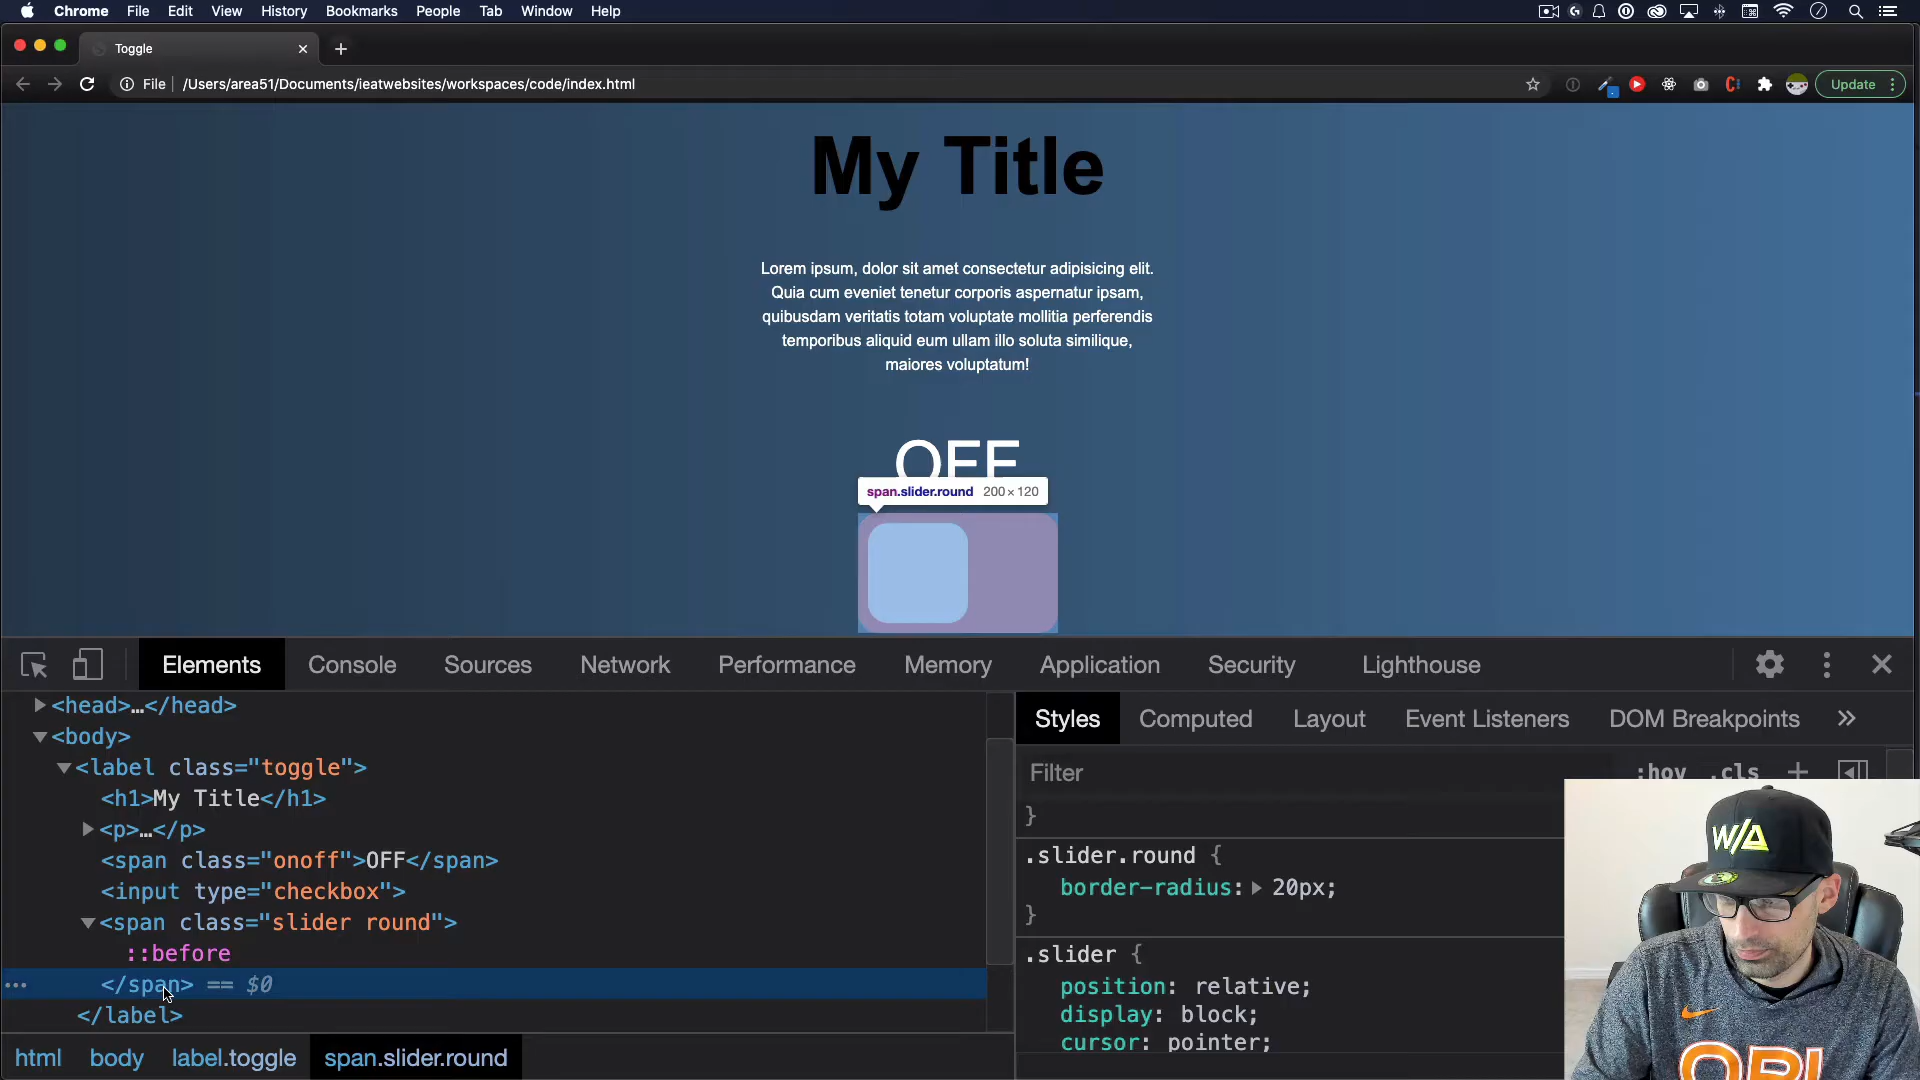 Chrome File Edit View History Bookmarks People Tab Window Help
Toggle
File /Users/area51/Documents/ieatwebsites/workspaces/code/index.html
Update
My Title
Lorem ipsum, dolor sit amet consectetur adipisicing elit.
Quia cum eveniet tenetur corporis aspernatur ipsam,
quibusdam veritatis totam voluptate mollitia perferendis
temporibus aliquid eum ullam illo soluta similique,
maiores voluptatum!
OFF
span.slider.round 200 × 120
Elements Console Sources Network Performance Memory Application Security Lighthouse
<head>…</head>
<body>
<label class="toggle">
<h1>My Title</h1>
<p>…</p>
<span class="onoff">OFF</span>
<input type="checkbox">
<span class="slider round">
::before
</span> == $0
</label>
html body label.toggle span.slider.round
Styles Computed Layout Event Listeners DOM Breakpoints
Filter :hov .cls
}
.slider.round {
border-radius: 20px;
}
.slider {
position: relative;
display: block;
cursor: pointer;
W/A